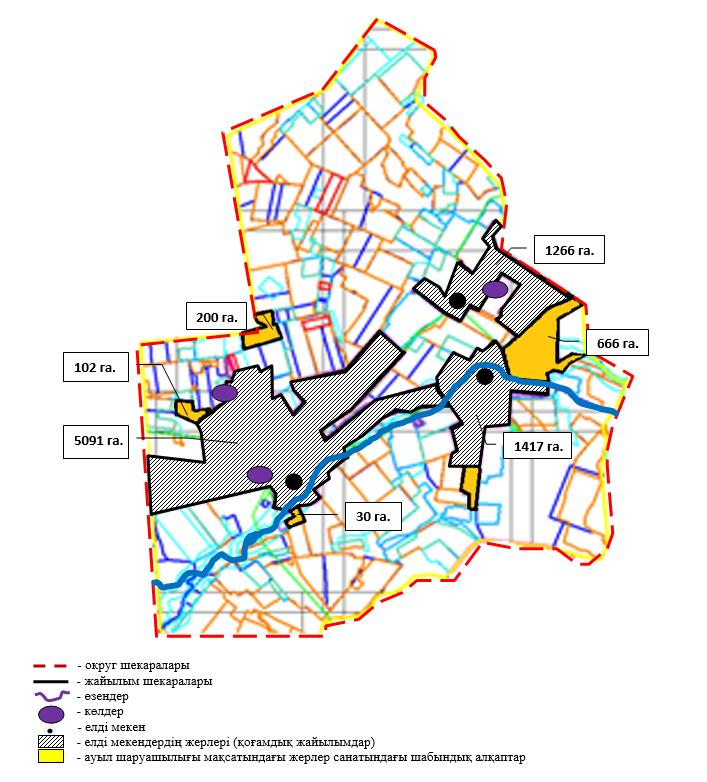 1266 га.
200 га.
666 га.
102 га.
5091 га.
1417 га.
30 га.
- округ шекаралары
- жайылым шекаралары
- өзендер
- көлдер
- елді мекен
- елді мекендердің жерлері (қоғамдық жайылымдар)
- ауыл шаруашылығы мақсатындағы жерлер санатындағы шабындық алқаптар